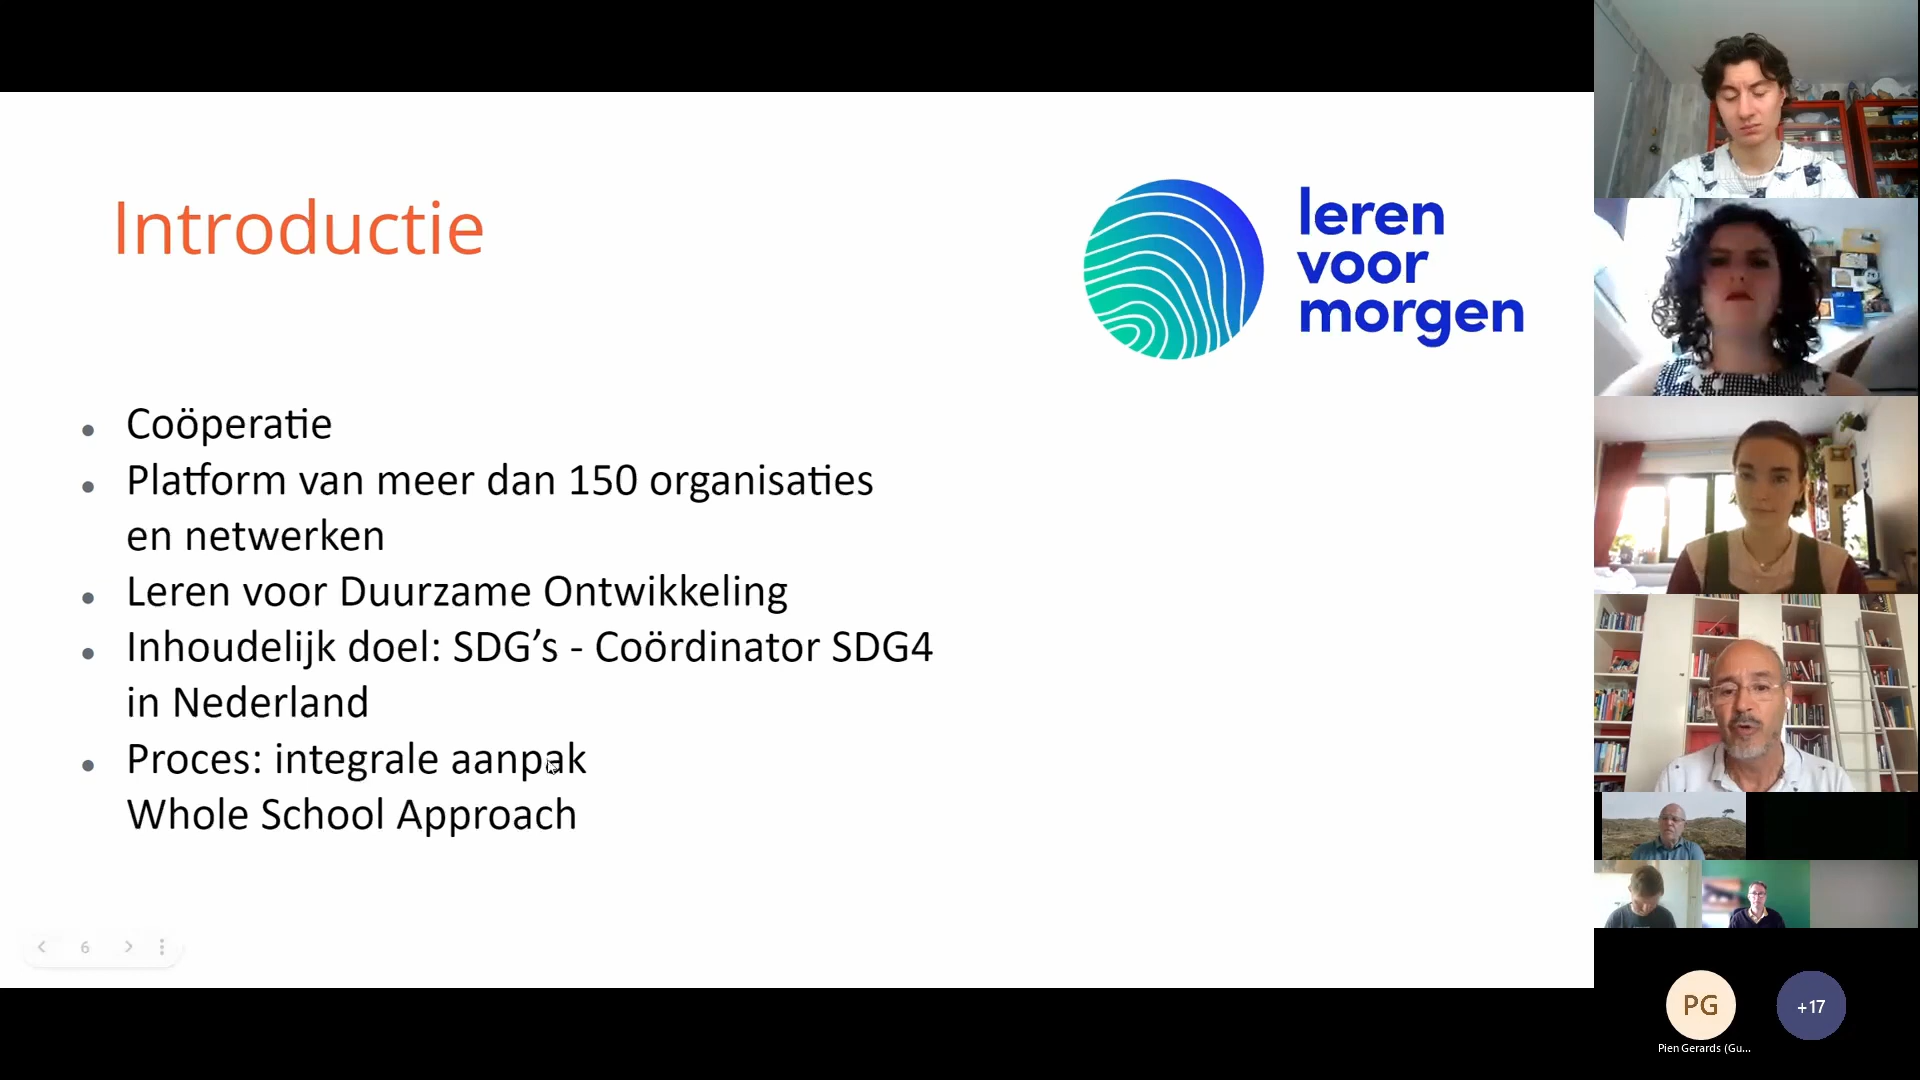 Introductie
leren
voor
morgen
Coöperatie
Platform van meer dan 150 organisaties
en netwerken
Leren voor Duurzame Ontwikkeling
Inhoudelijk doel: SDG’s - Coördinator SDG4
in Nederland
Proces: integrale aanpak
Whole School Approach
6
PG
+17
Pien Gerards (Gu...